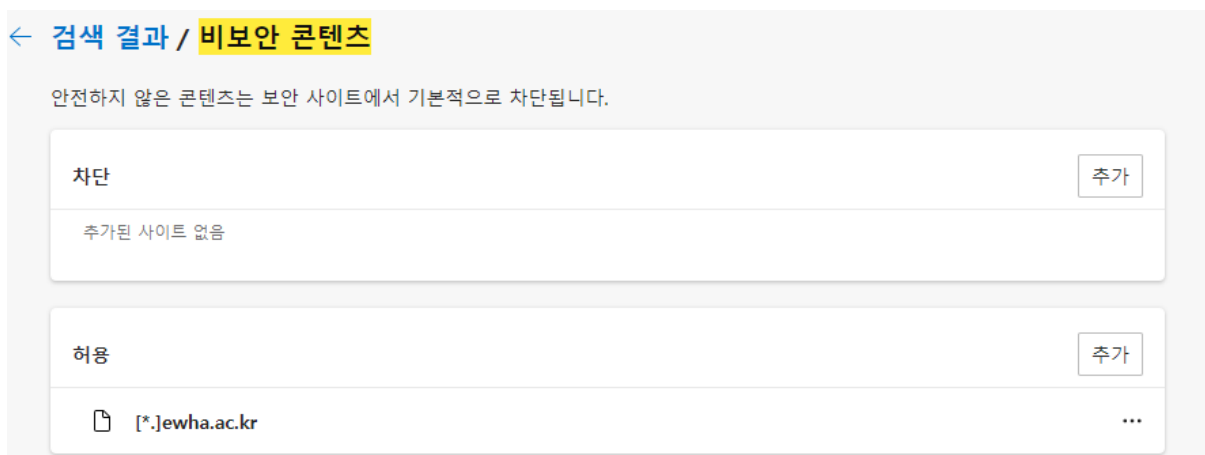 ← 검색 결과 / 비보안 콘텐츠
안전하지 않은 콘텐츠는 보안 사이트에서 기본적으로 차단됩니다.
차단 추가
추가된 사이트 없음
허용 추가
[*.]ewha.ac.kr ···